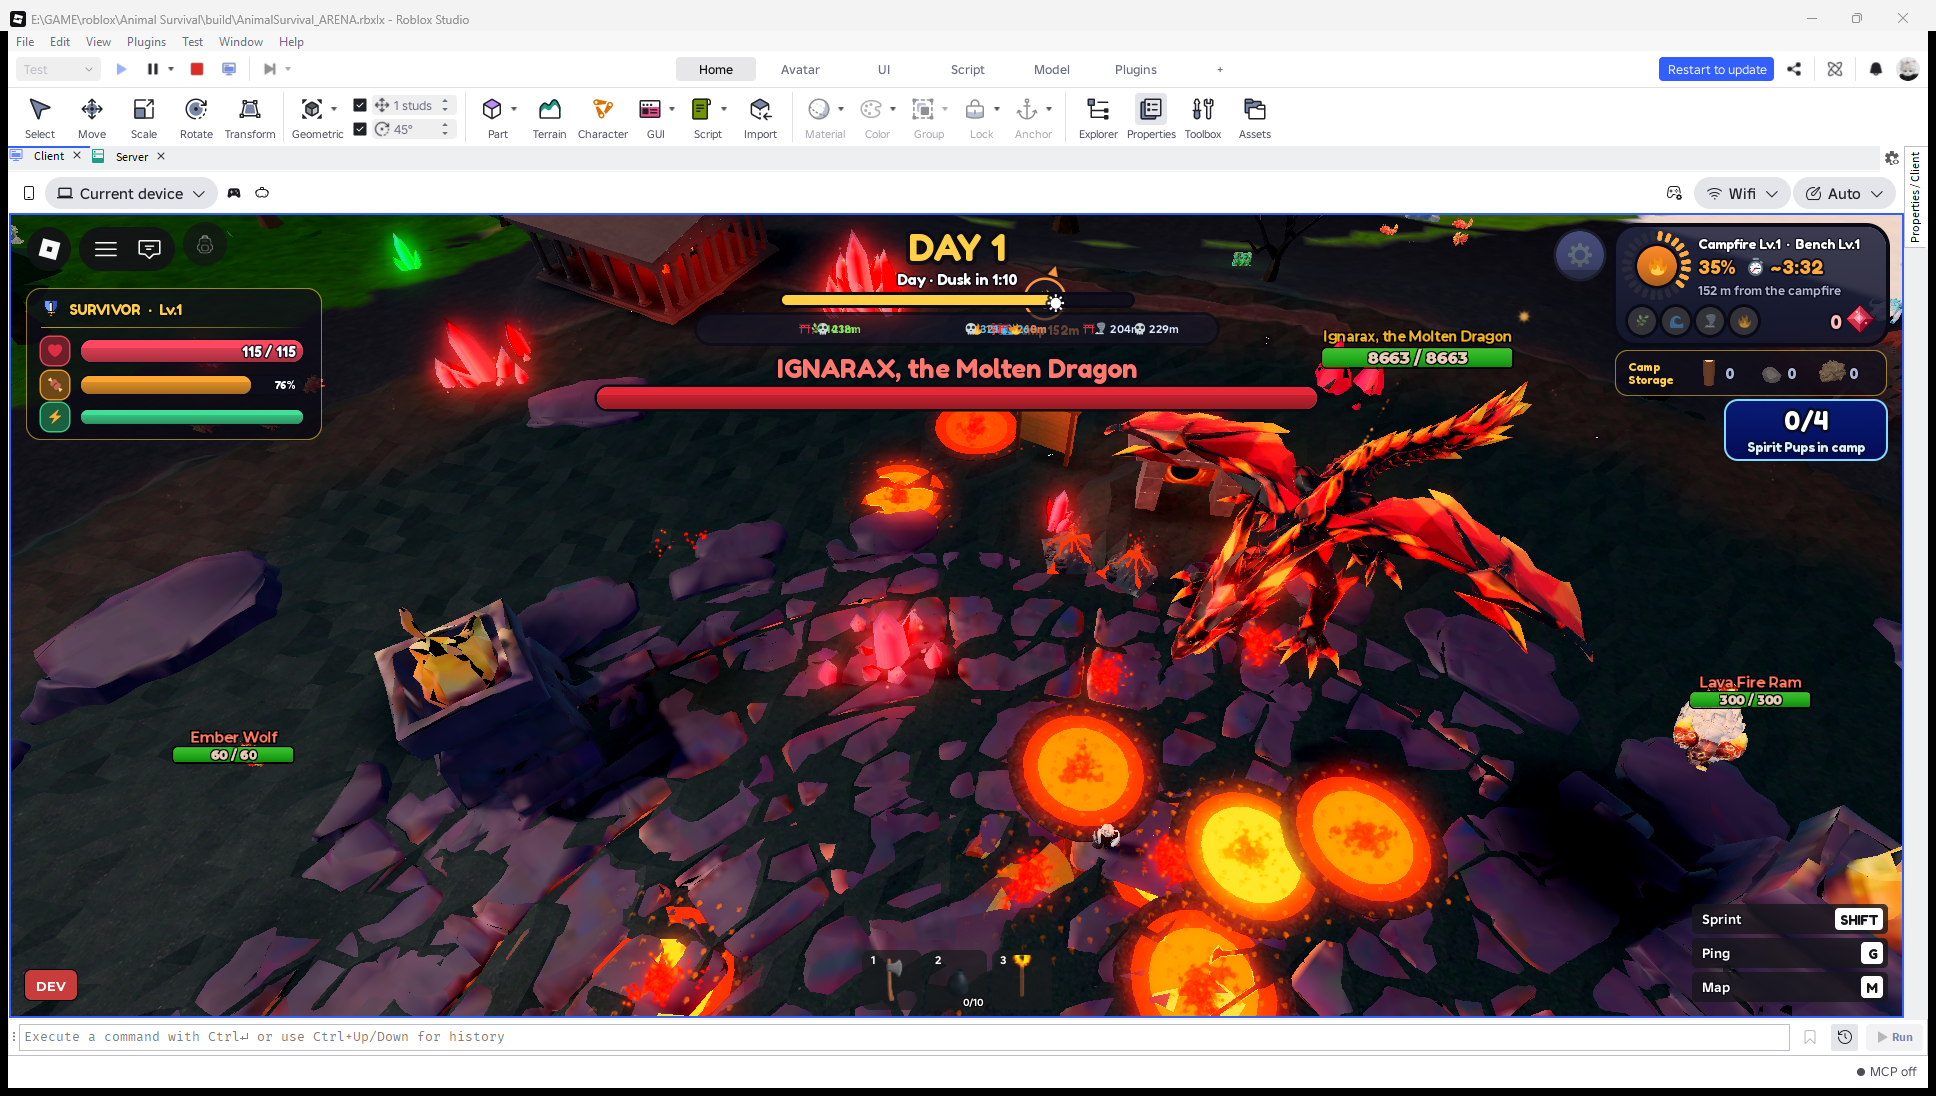 E:\GAME\roblox\Animal Survival\build\AnimalSurvival_ARENA.rbxlx - Roblox Studio
File Edit View Plugins Test Window Help
Test
Home Avatar UI Script Model Plugins +
Restart to update
Select Move Scale Rotate Transform Geometric
1 studs
45°
Part Terrain Character GUI Script Import Material Color Group Lock Anchor Explorer Properties Toolbox Assets
Client Server
Properties / Client
Current device
Wifi
Auto
DAY 1
Day · Dusk in 1:10
152m
204m
229m
IGNARAX, the Molten Dragon
SURVIVOR · Lv.1
115 / 115
76%
Campfire Lv.1 · Bench Lv.1
35% ~3:32
152 m from the campfire
0
Camp Storage
0 0 0
0/4
Spirit Pups in camp
Ignarax, the Molten Dragon
8663 / 8663
Lava Fire Ram
300 / 300
Ember Wolf
60 / 60
Sprint SHIFT
Ping G
Map M
DEV
1 2 3
0/10
Execute a command with Ctrl↵ or use Ctrl+Up/Down for history
Run
MCP off